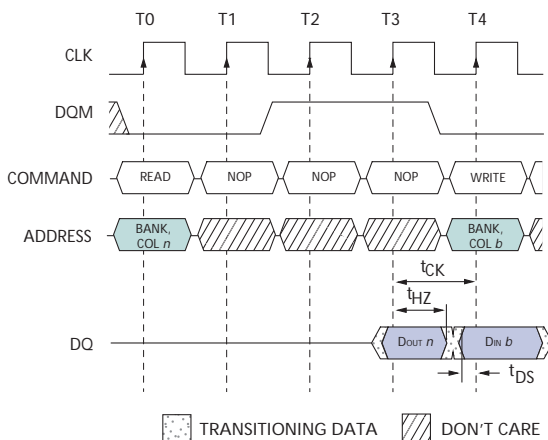 T0 T1 T2 T3 T4
CLK
DQM
COMMAND READ NOP NOP NOP WRITE
ADDRESS BANK, COL n BANK, COL b
tCK
tHZ
DQ DOUT n DIN b
tDS
TRANSITIONING DATA DON'T CARE